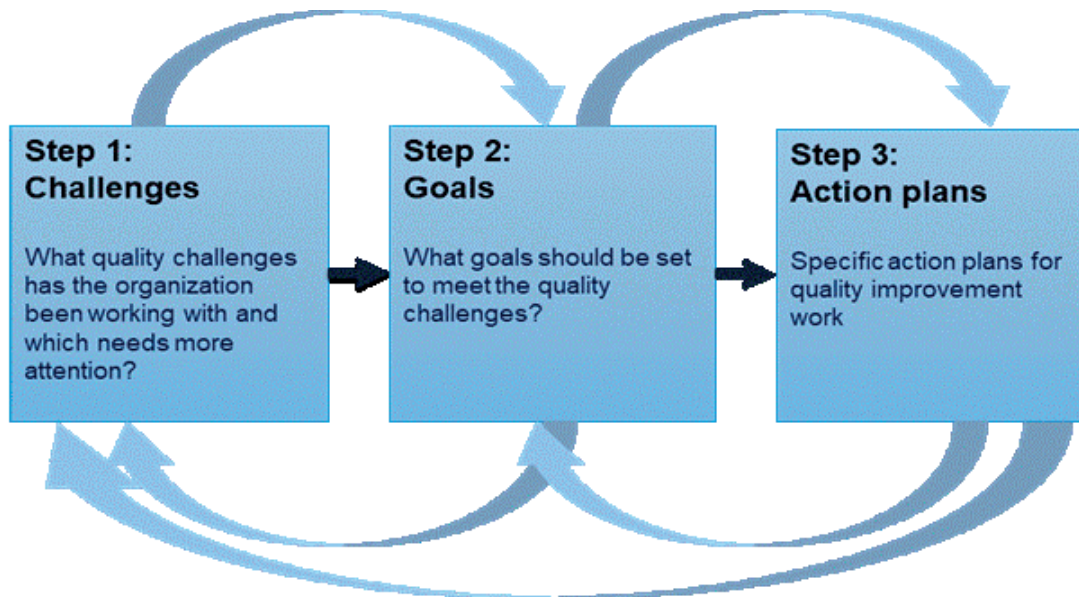 Step 1:
Challenges
What quality challenges
has the organization
been working with and
which needs more
attention?
Step 2:
Goals
What goals should be set
to meet the quality
challenges?
Step 3:
Action plans
Specific action plans for
quality improvement
work